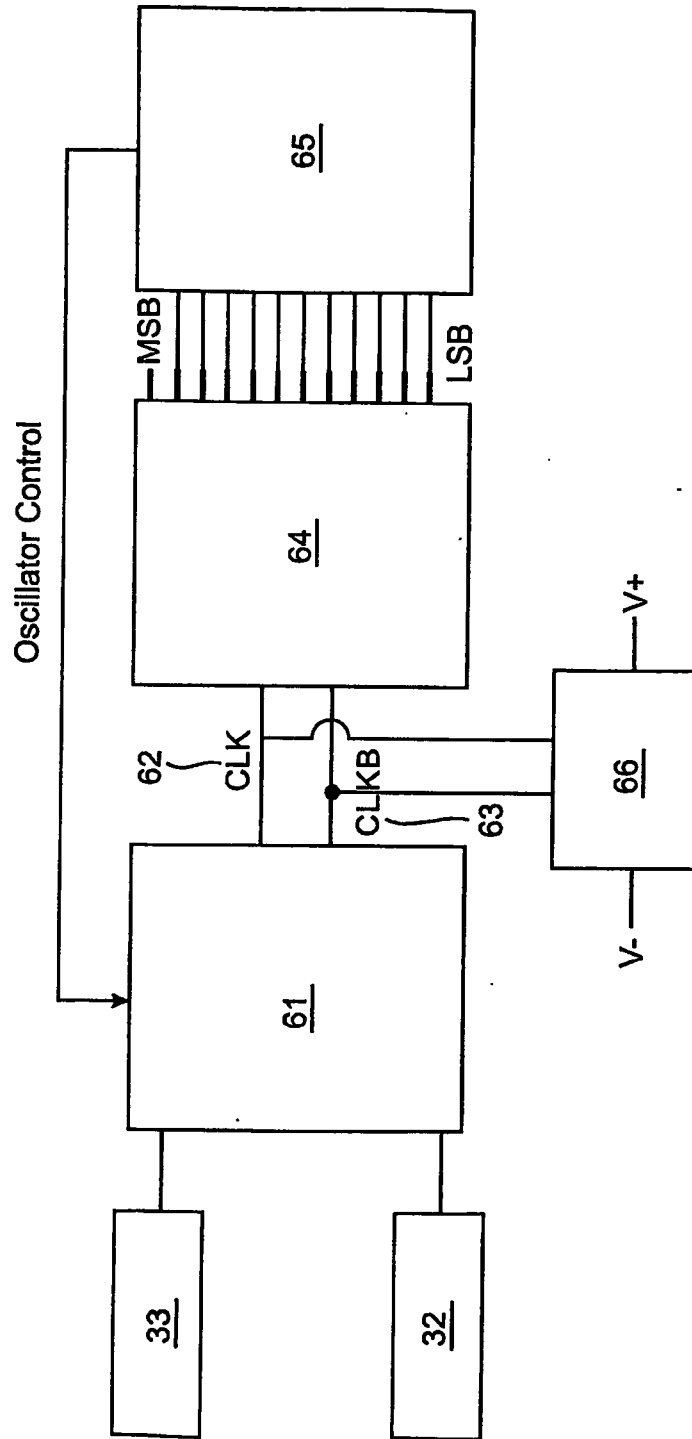 Oscillator Control
33
32
61
62
CLK
CLKB
63
64
MSB
LSB
65
V-
66
V+